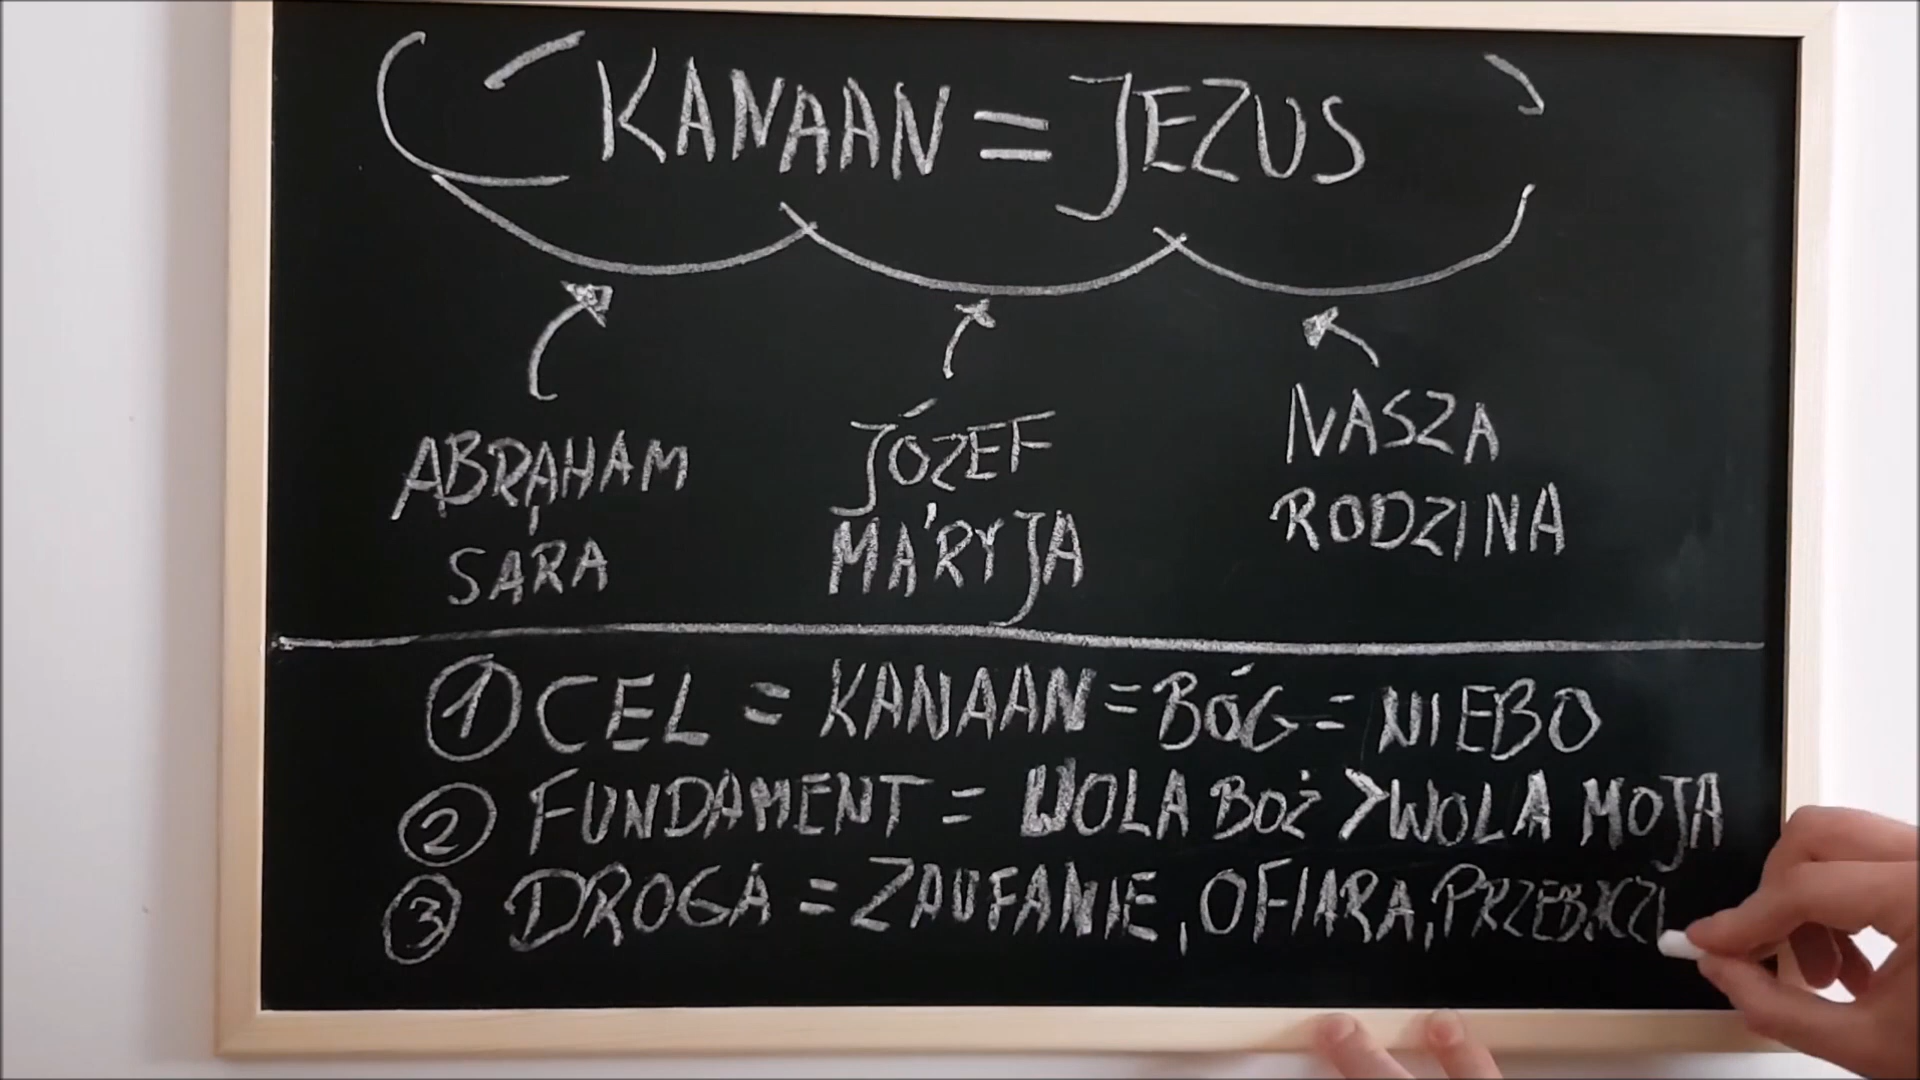 KANAAN = JEZUS
ABRAHAM
SARA
JÓZEF
MARYJA
NASZA
RODZINA
1 CEL = KANAAN = BÓG = NIEBO
2 FUNDAMENT = WOLA BOŻ > WOLA MOJA
3 DROGA = ZAUFANIE, OFIARA,